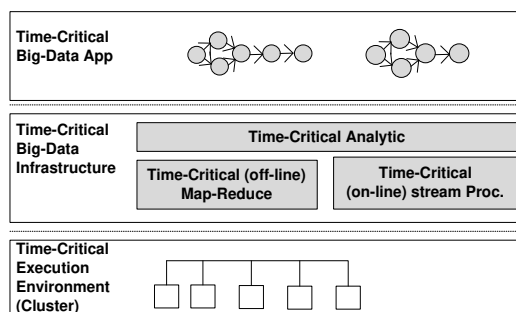 Time-Critical
Big-Data App
Time-Critical
Big-Data
Infrastructure
Time-Critical Analytic
Time-Critical (off-line)
Map-Reduce
Time-Critical
(on-line) stream Proc.
Time-Critical
Execution
Environment
(Cluster)